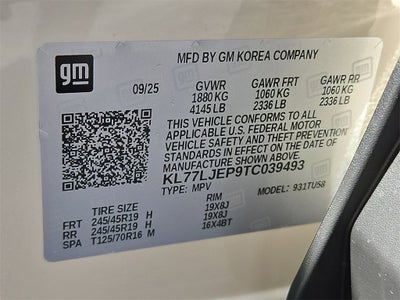 gm
MFD BY GM KOREA COMPANY
09/25 GVWR GAWR FRT GAWR RR
1880 KG 1060 KG 1060 KG
4145 LB 2336 LB 2336 LB
THIS VEHICLE CONFORMS TO ALL
APPLICABLE U.S. FEDERAL MOTOR
VEHICLE SAFETY AND THEFT PREVENTION
STANDARDS IN EFFECT ON THE DATE OF
MANUFACTURE SHOWN ABOVE.
KL77LJEP9TC039493
TYPE: MPV MODEL: 931TU58
TIRE SIZE RIM
FRT 245/45R19 H 19X8J
RR 245/45R19 H 19X8J
SPA T125/70R16 M 16X4BT